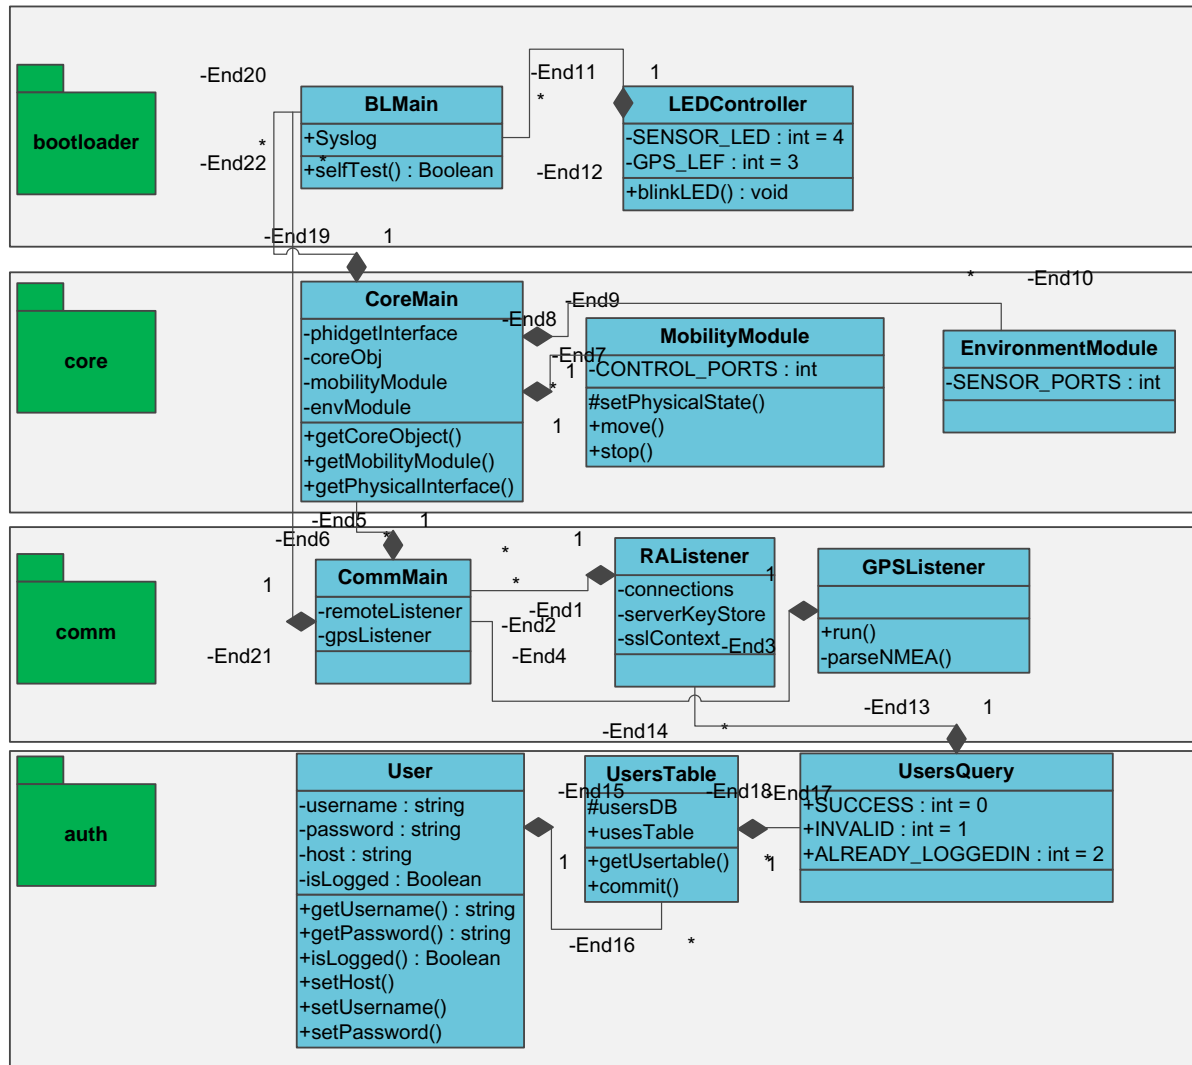 bootloader
-End20
*
-End22
BLMain
+Syslog
*
+selfTest() : Boolean
-End11
*
1
-End12
LEDController
-SENSOR_LED : int = 4
-GPS_LEF : int = 3
+blinkLED() : void
-End19
1
core
CoreMain
-phidgetInterface
-coreObj
-mobilityModule
-envModule
+getCoreObject()
+getMobilityModule()
+getPhysicalInterface()
-End8
-End9
-End7
1
*
1
MobilityModule
-CONTROL_PORTS : int
#setPhysicalState()
+move()
+stop()
*
-End10
EnvironmentModule
-SENSOR_PORTS : int
-End5
1
-End6
*
comm
1
-End21
CommMain
-remoteListener
-gpsListener
*
1
*
-End1
-End2
-End4
RAListener
-connections
-serverKeyStore
-sslContext
1
-End3
GPSListener
+run()
-parseNMEA()
-End13
1
-End14
*
auth
User
-username : string
-password : string
-host : string
-isLogged : Boolean
+getUsername() : string
+getPassword() : string
+isLogged() : Boolean
+setHost()
+setUsername()
+setPassword()
-End15
1
-End16
*
UsersTable
#usersDB
+usesTable
+getUsertable()
+commit()
-End18
-End17
*
1
UsersQuery
+SUCCESS : int = 0
+INVALID : int = 1
+ALREADY_LOGGEDIN : int = 2